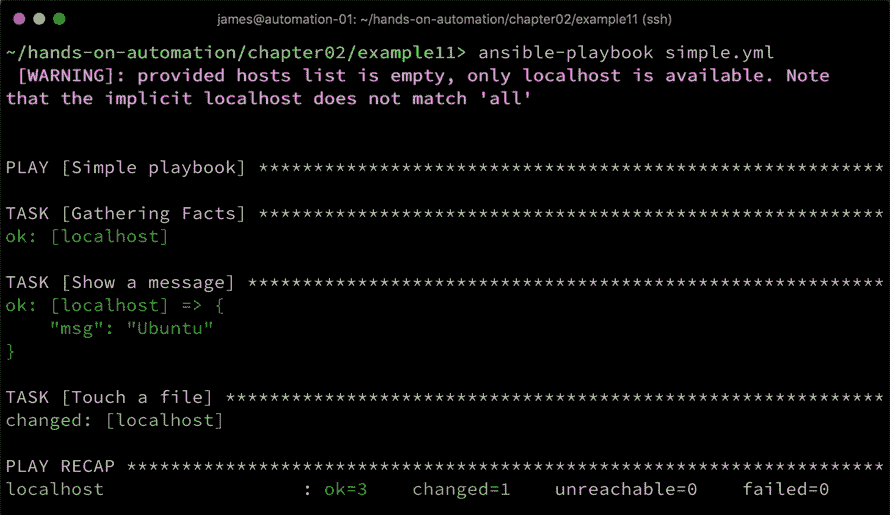 james@automation-01: ~/hands-on-automation/chapter02/example11 (ssh)
~/hands-on-automation/chapter02/example11> ansible-playbook simple.yml
 [WARNING]: provided hosts list is empty, only localhost is available. Note
that the implicit localhost does not match 'all'
PLAY [Simple playbook] *********************************************************
TASK [Gathering Facts] *********************************************************
ok: [localhost]
TASK [Show a message] **********************************************************
ok: [localhost] => {
    "msg": "Ubuntu"
}
TASK [Touch a file] ************************************************************
changed: [localhost]
PLAY RECAP *********************************************************************
localhost                  : ok=3    changed=1    unreachable=0    failed=0